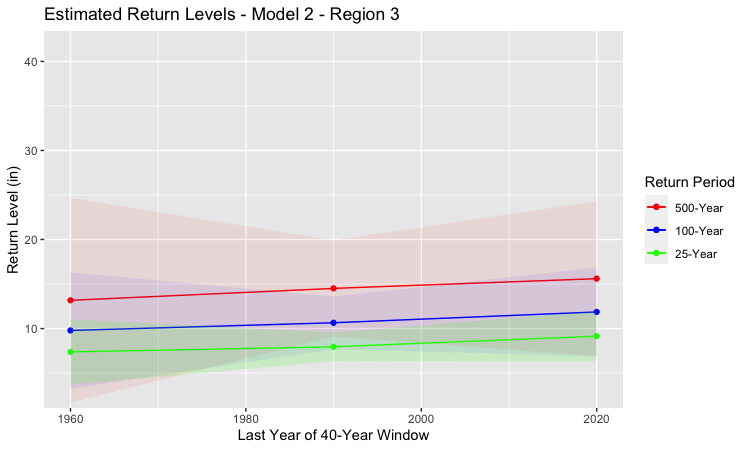 Estimated Return Levels - Model 2 - Region 3
40
30
20
10
Return Level (in)
1960
1980
2000
2020
Last Year of 40-Year Window
Return Period
500-Year
100-Year
25-Year